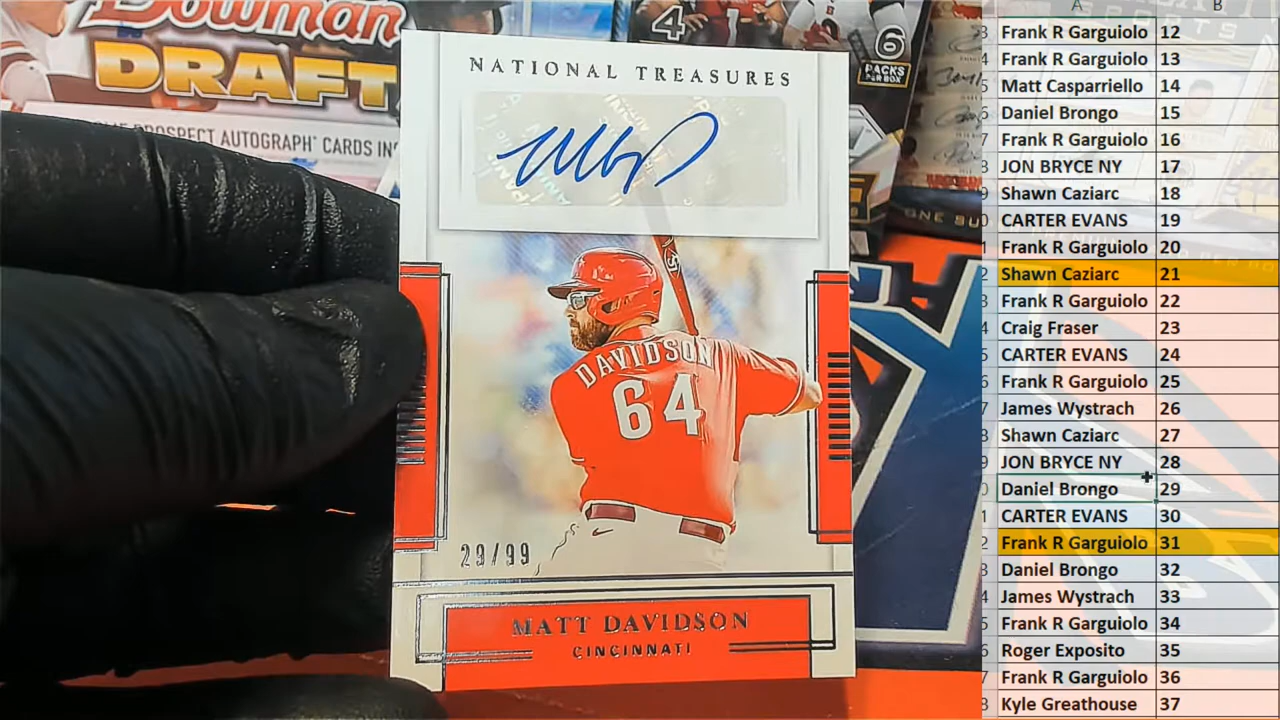 Bowman
DRAFT
PROSPECT AUTOGRAPH CARDS
4
6
PACKS
PER BOX
NATIONAL TREASURES
DAVIDSON
64
29/99
MATT DAVIDSON
CINCINNATI
A B
Frank R Garguiolo 12
Frank R Garguiolo 13
Matt Casparriello 14
Daniel Brongo 15
Frank R Garguiolo 16
JON BRYCE NY 17
Shawn Caziarc 18
CARTER EVANS 19
Frank R Garguiolo 20
Shawn Caziarc 21
Frank R Garguiolo 22
Craig Fraser 23
CARTER EVANS 24
Frank R Garguiolo 25
James Wystrach 26
Shawn Caziarc 27
JON BRYCE NY 28
Daniel Brongo 29
CARTER EVANS 30
Frank R Garguiolo 31
Daniel Brongo 32
James Wystrach 33
Frank R Garguiolo 34
Roger Exposito 35
Frank R Garguiolo 36
Kyle Greathouse 37